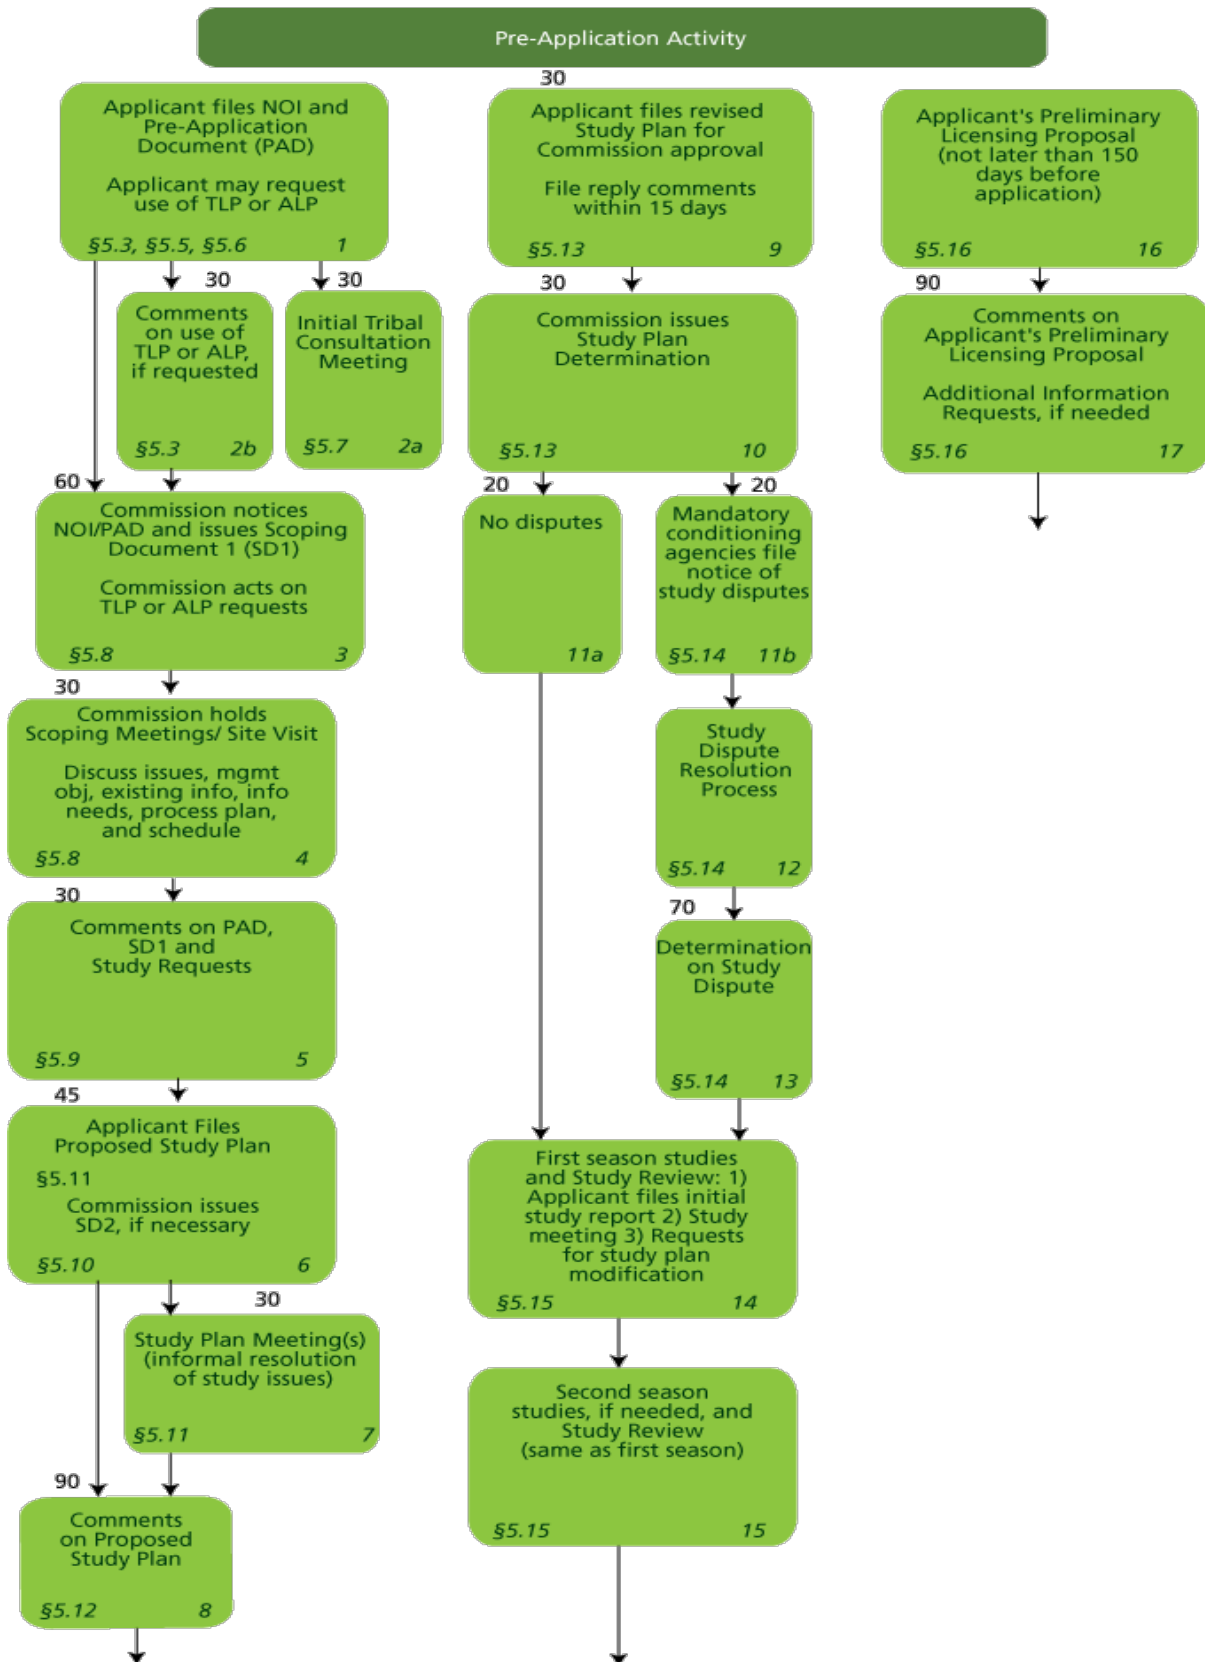 Pre-Application Activity
Applicant files NOI and
Pre-Application
Document (PAD)
Applicant may request
use of TLP or ALP
§5.3, §5.5, §5.6 1
30
Comments
on use of
TLP or ALP,
if requested
§5.3 2b
30
Initial Tribal
Consultation
Meeting
§5.7 2a
60
Commission notices
NOI/PAD and issues Scoping
Document 1 (SD1)
Commission acts on
TLP or ALP requests
§5.8 3
30
Commission holds
Scoping Meetings/ Site Visit
Discuss issues, mgmt
obj, existing info, info
needs, process plan,
and schedule
§5.8 4
30
Comments on PAD,
SD1 and
Study Requests
§5.9 5
45
Applicant Files
Proposed Study Plan
§5.11
Commission issues
SD2, if necessary
§5.10 6
30
Study Plan Meeting(s)
(informal resolution
of study issues)
§5.11 7
90
Comments
on Proposed
Study Plan
§5.12 8
30
Applicant files revised
Study Plan for
Commission approval
File reply comments
within 15 days
§5.13 9
30
Commission issues
Study Plan
Determination
§5.13 10
20
No disputes
11a
20
Mandatory
conditioning
agencies file
notice of
study disputes
§5.14 11b
Study
Dispute
Resolution
Process
§5.14 12
70
Determination
on Study
Dispute
§5.14 13
First season studies
and Study Review: 1)
Applicant files initial
study report 2) Study
meeting 3) Requests
for study plan
modification
§5.15 14
Second season
studies, if needed, and
Study Review
(same as first season)
§5.15 15
Applicant's Preliminary
Licensing Proposal
(not later than 150
days before
application)
§5.16 16
90
Comments on
Applicant's Preliminary
Licensing Proposal
Additional Information
Requests, if needed
§5.16 17